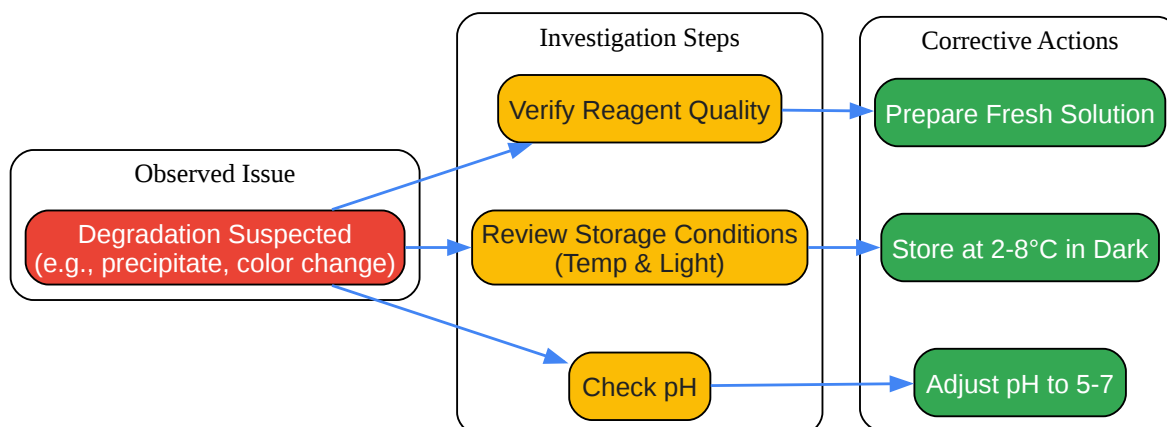 Observed Issue
Degradation Suspected
(e.g., precipitate, color change)
Investigation Steps
Verify Reagent Quality
Review Storage Conditions
(Temp & Light)
Check pH
Corrective Actions
Prepare Fresh Solution
Store at 2-8°C in Dark
Adjust pH to 5-7